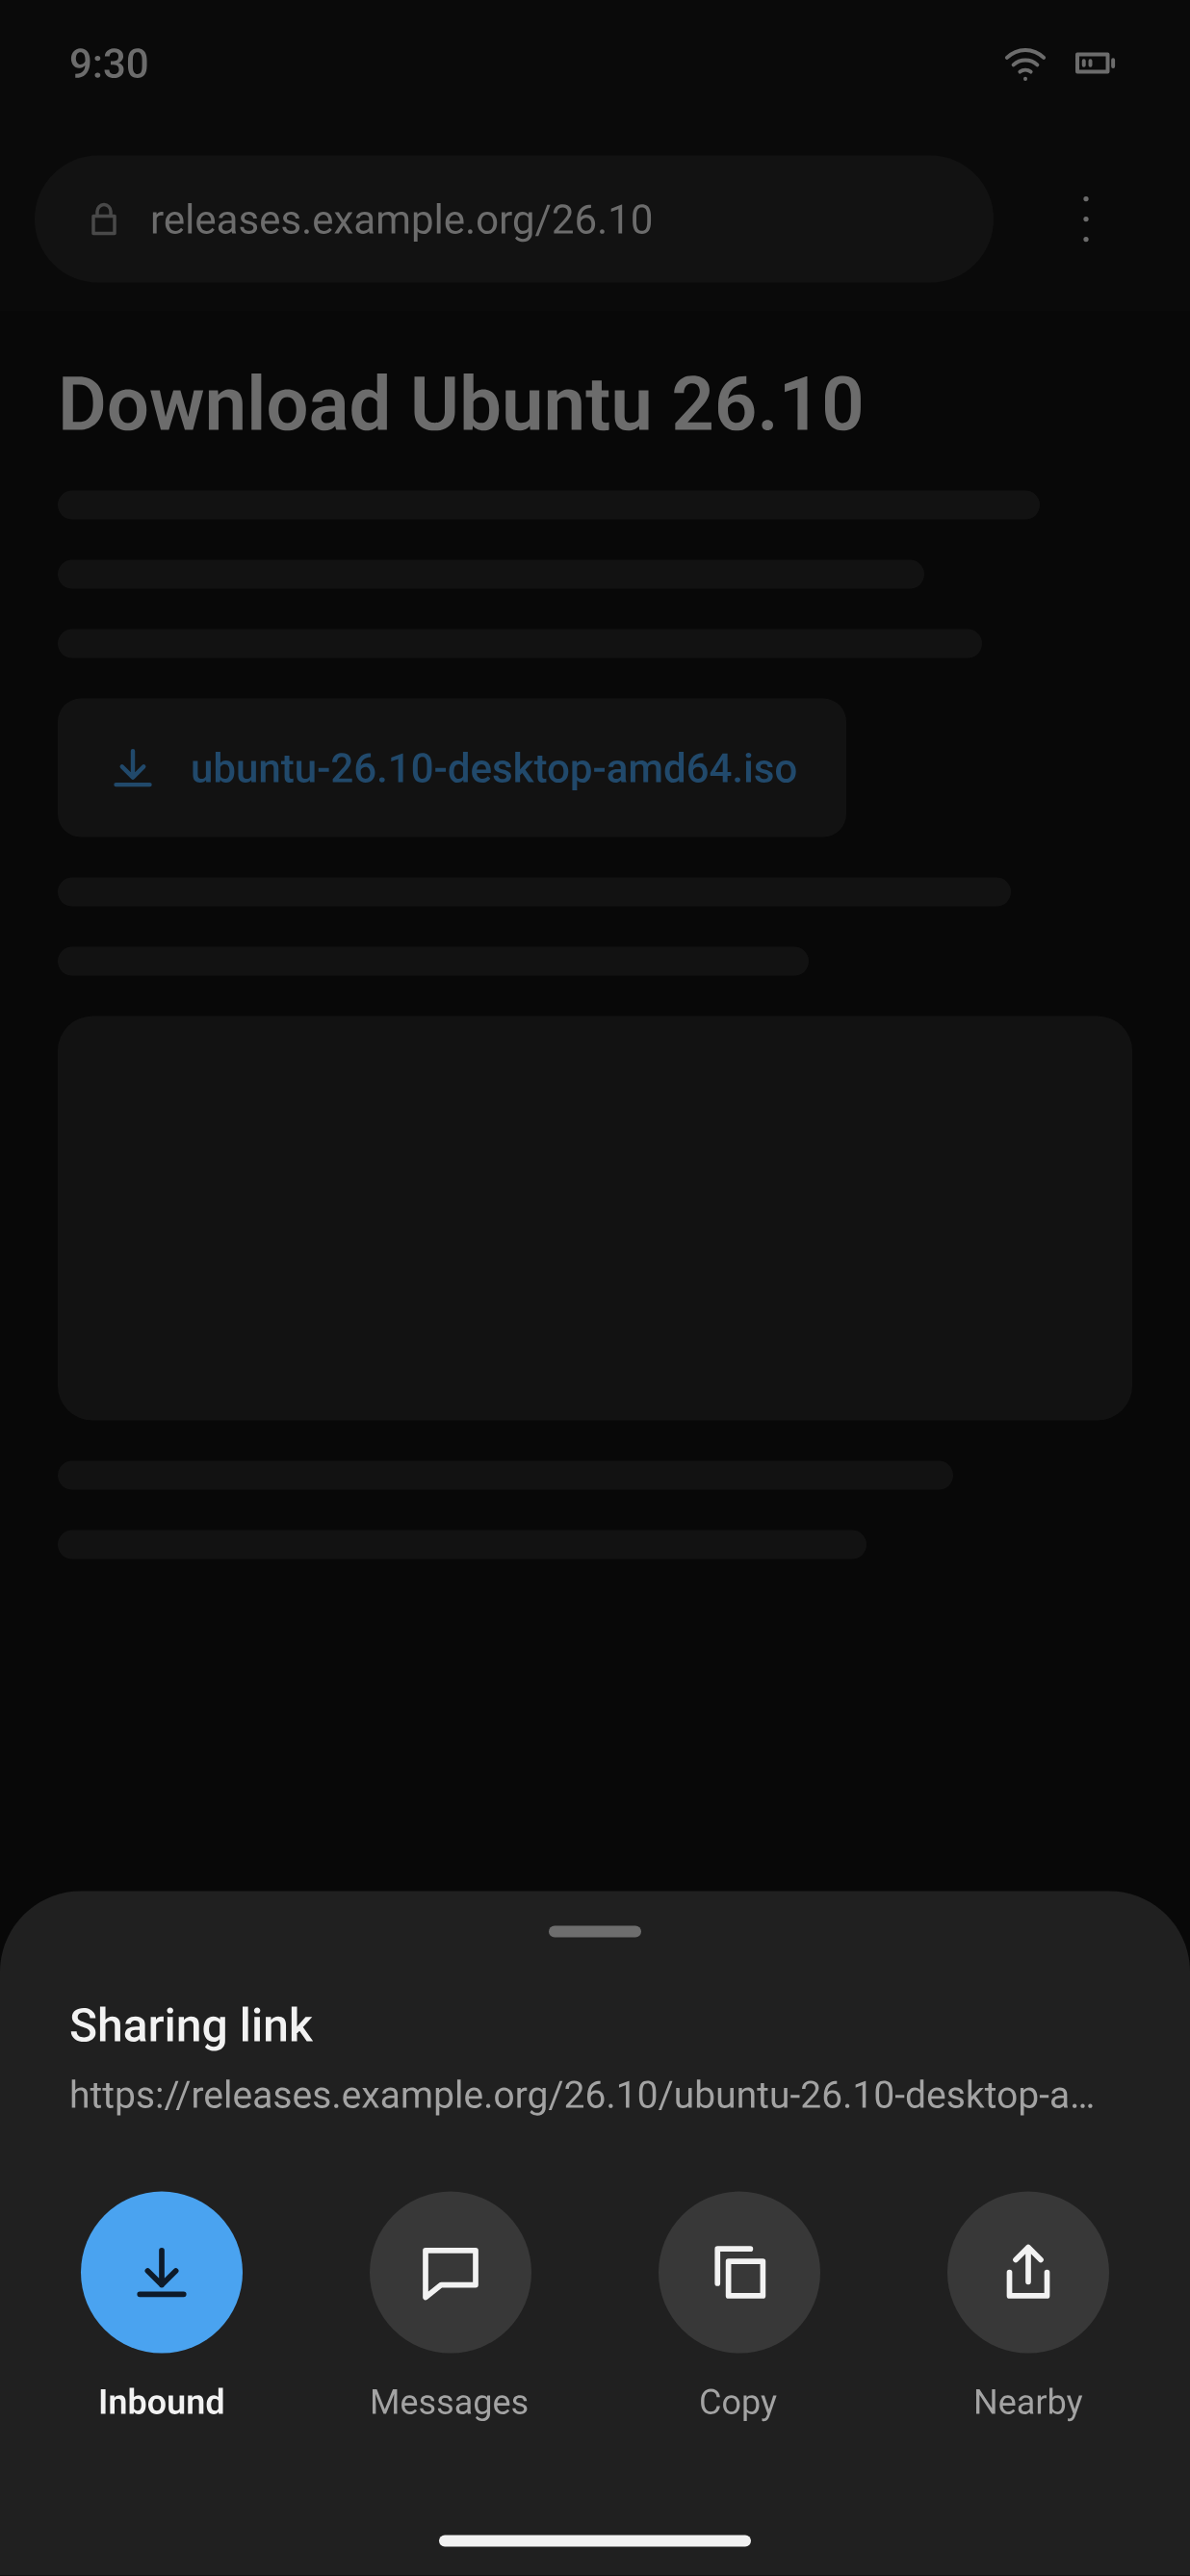 9:30
releases.example.org/26.10
Download Ubuntu 26.10
ubuntu-26.10-desktop-amd64.iso
Sharing link
https://releases.example.org/26.10/ubuntu-26.10-desktop-a...
Inbound
Messages
Copy
Nearby